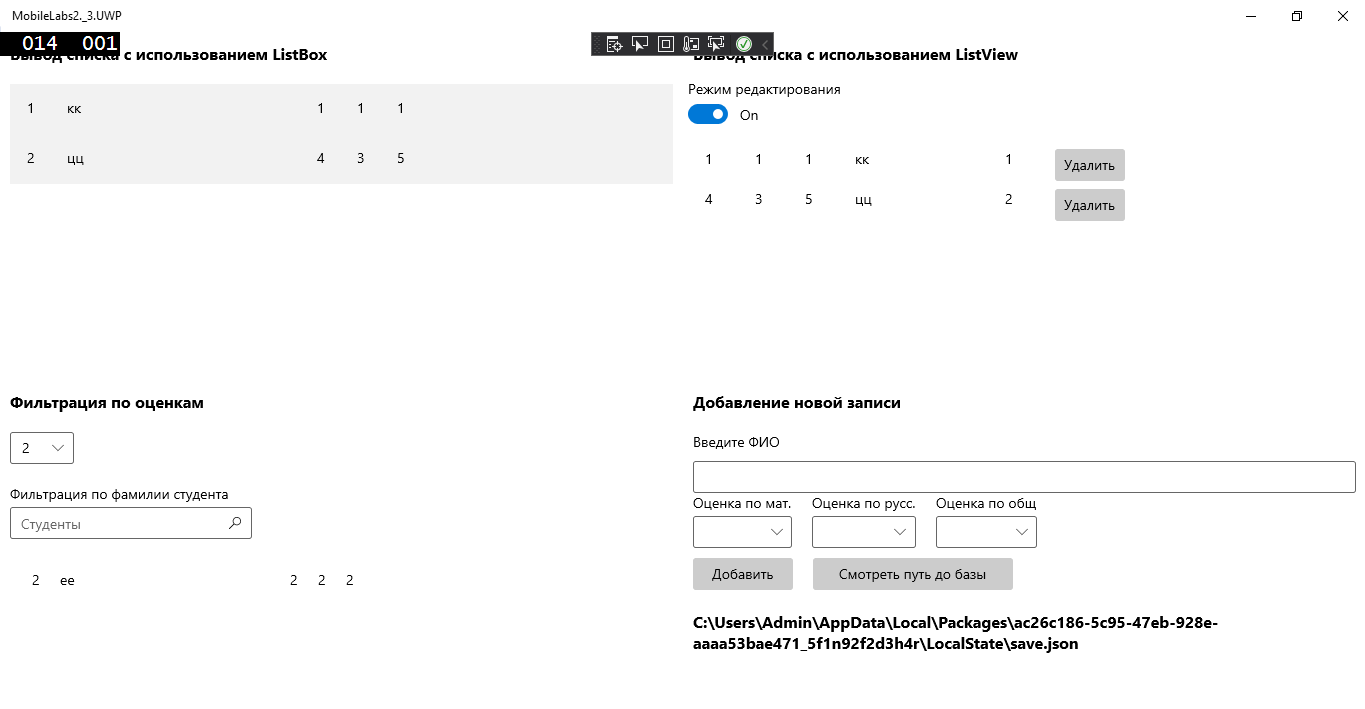 MobileLabs2._3.UWP
014 001
Вывод списка с использованием ListBox
1 кк 1 1 1
2 цц 4 3 5
Вывод списка с использованием ListView
Режим редактирования
On
1 1 1 кк 1 Удалить
4 3 5 цц 2 Удалить
Фильтрация по оценкам
2
Фильтрация по фамилии студента
Студенты
2 ее 2 2 2
Добавление новой записи
Введите ФИО
Оценка по мат. Оценка по русс. Оценка по общ
Добавить Смотреть путь до базы
C:\Users\Admin\AppData\Local\Packages\ac26c186-5c95-47eb-928e-
aaaa53bae471_5f1n92f2d3h4r\LocalState\save.json